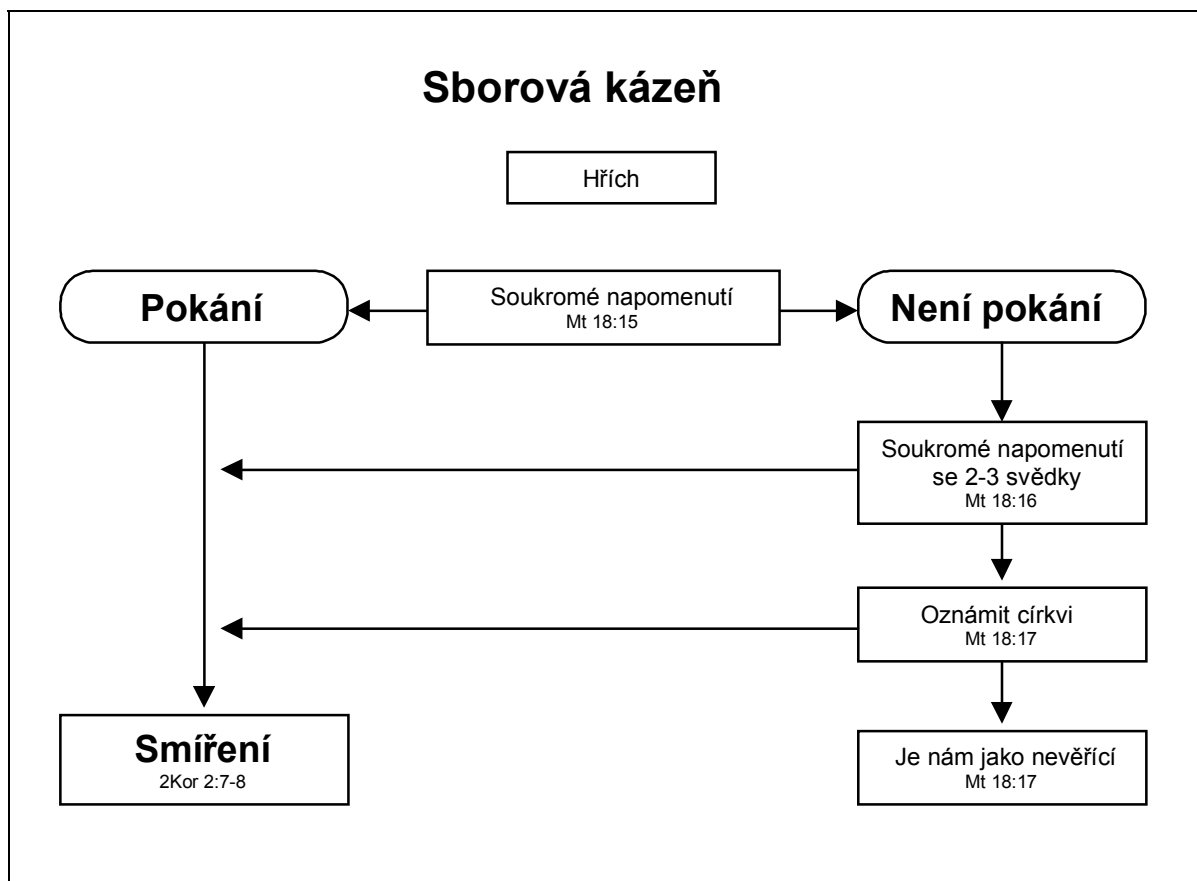 Sborová kázeň
Hřích
Pokání
Soukromé napomenutí
Mt 18:15
Není pokání
Soukromé napomenutí
se 2-3 svědky
Mt 18:16
Oznámit církvi
Mt 18:17
Smíření
2Kor 2:7-8
Je nám jako nevěřící
Mt 18:17